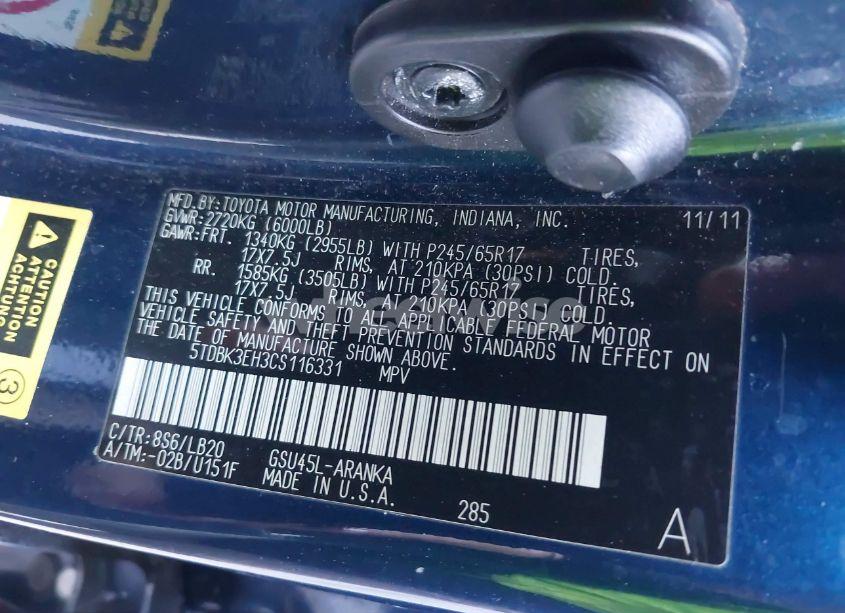 MFD.BY:TOYOTA MOTOR MANUFACTURING, INDIANA, INC. 11/11
GVWR:2720KG (6000LB)
GAWR:FRT. 1340KG (2955LB) WITH P245/65R17 TIRES,
17X7.5J RIMS, AT 210KPA (30PSI) COLD.
RR. 1585KG (3505LB) WITH P245/65R17 TIRES,
17X7.5J RIMS, AT 210KPA (30PSI) COLD.
THIS VEHICLE CONFORMS TO ALL APPLICABLE FEDERAL MOTOR
VEHICLE SAFETY AND THEFT PREVENTION STANDARDS IN EFFECT ON
THE DATE OF MANUFACTURE SHOWN ABOVE.
5TDBK3EH3CS116331 MPV
C/TR:8S6/LB20 GSU45L-ARANKA
A/TM:-02B/U151F MADE IN U.S.A.
285
A
CAUTION
ATTENTION
ACHTUNG
3